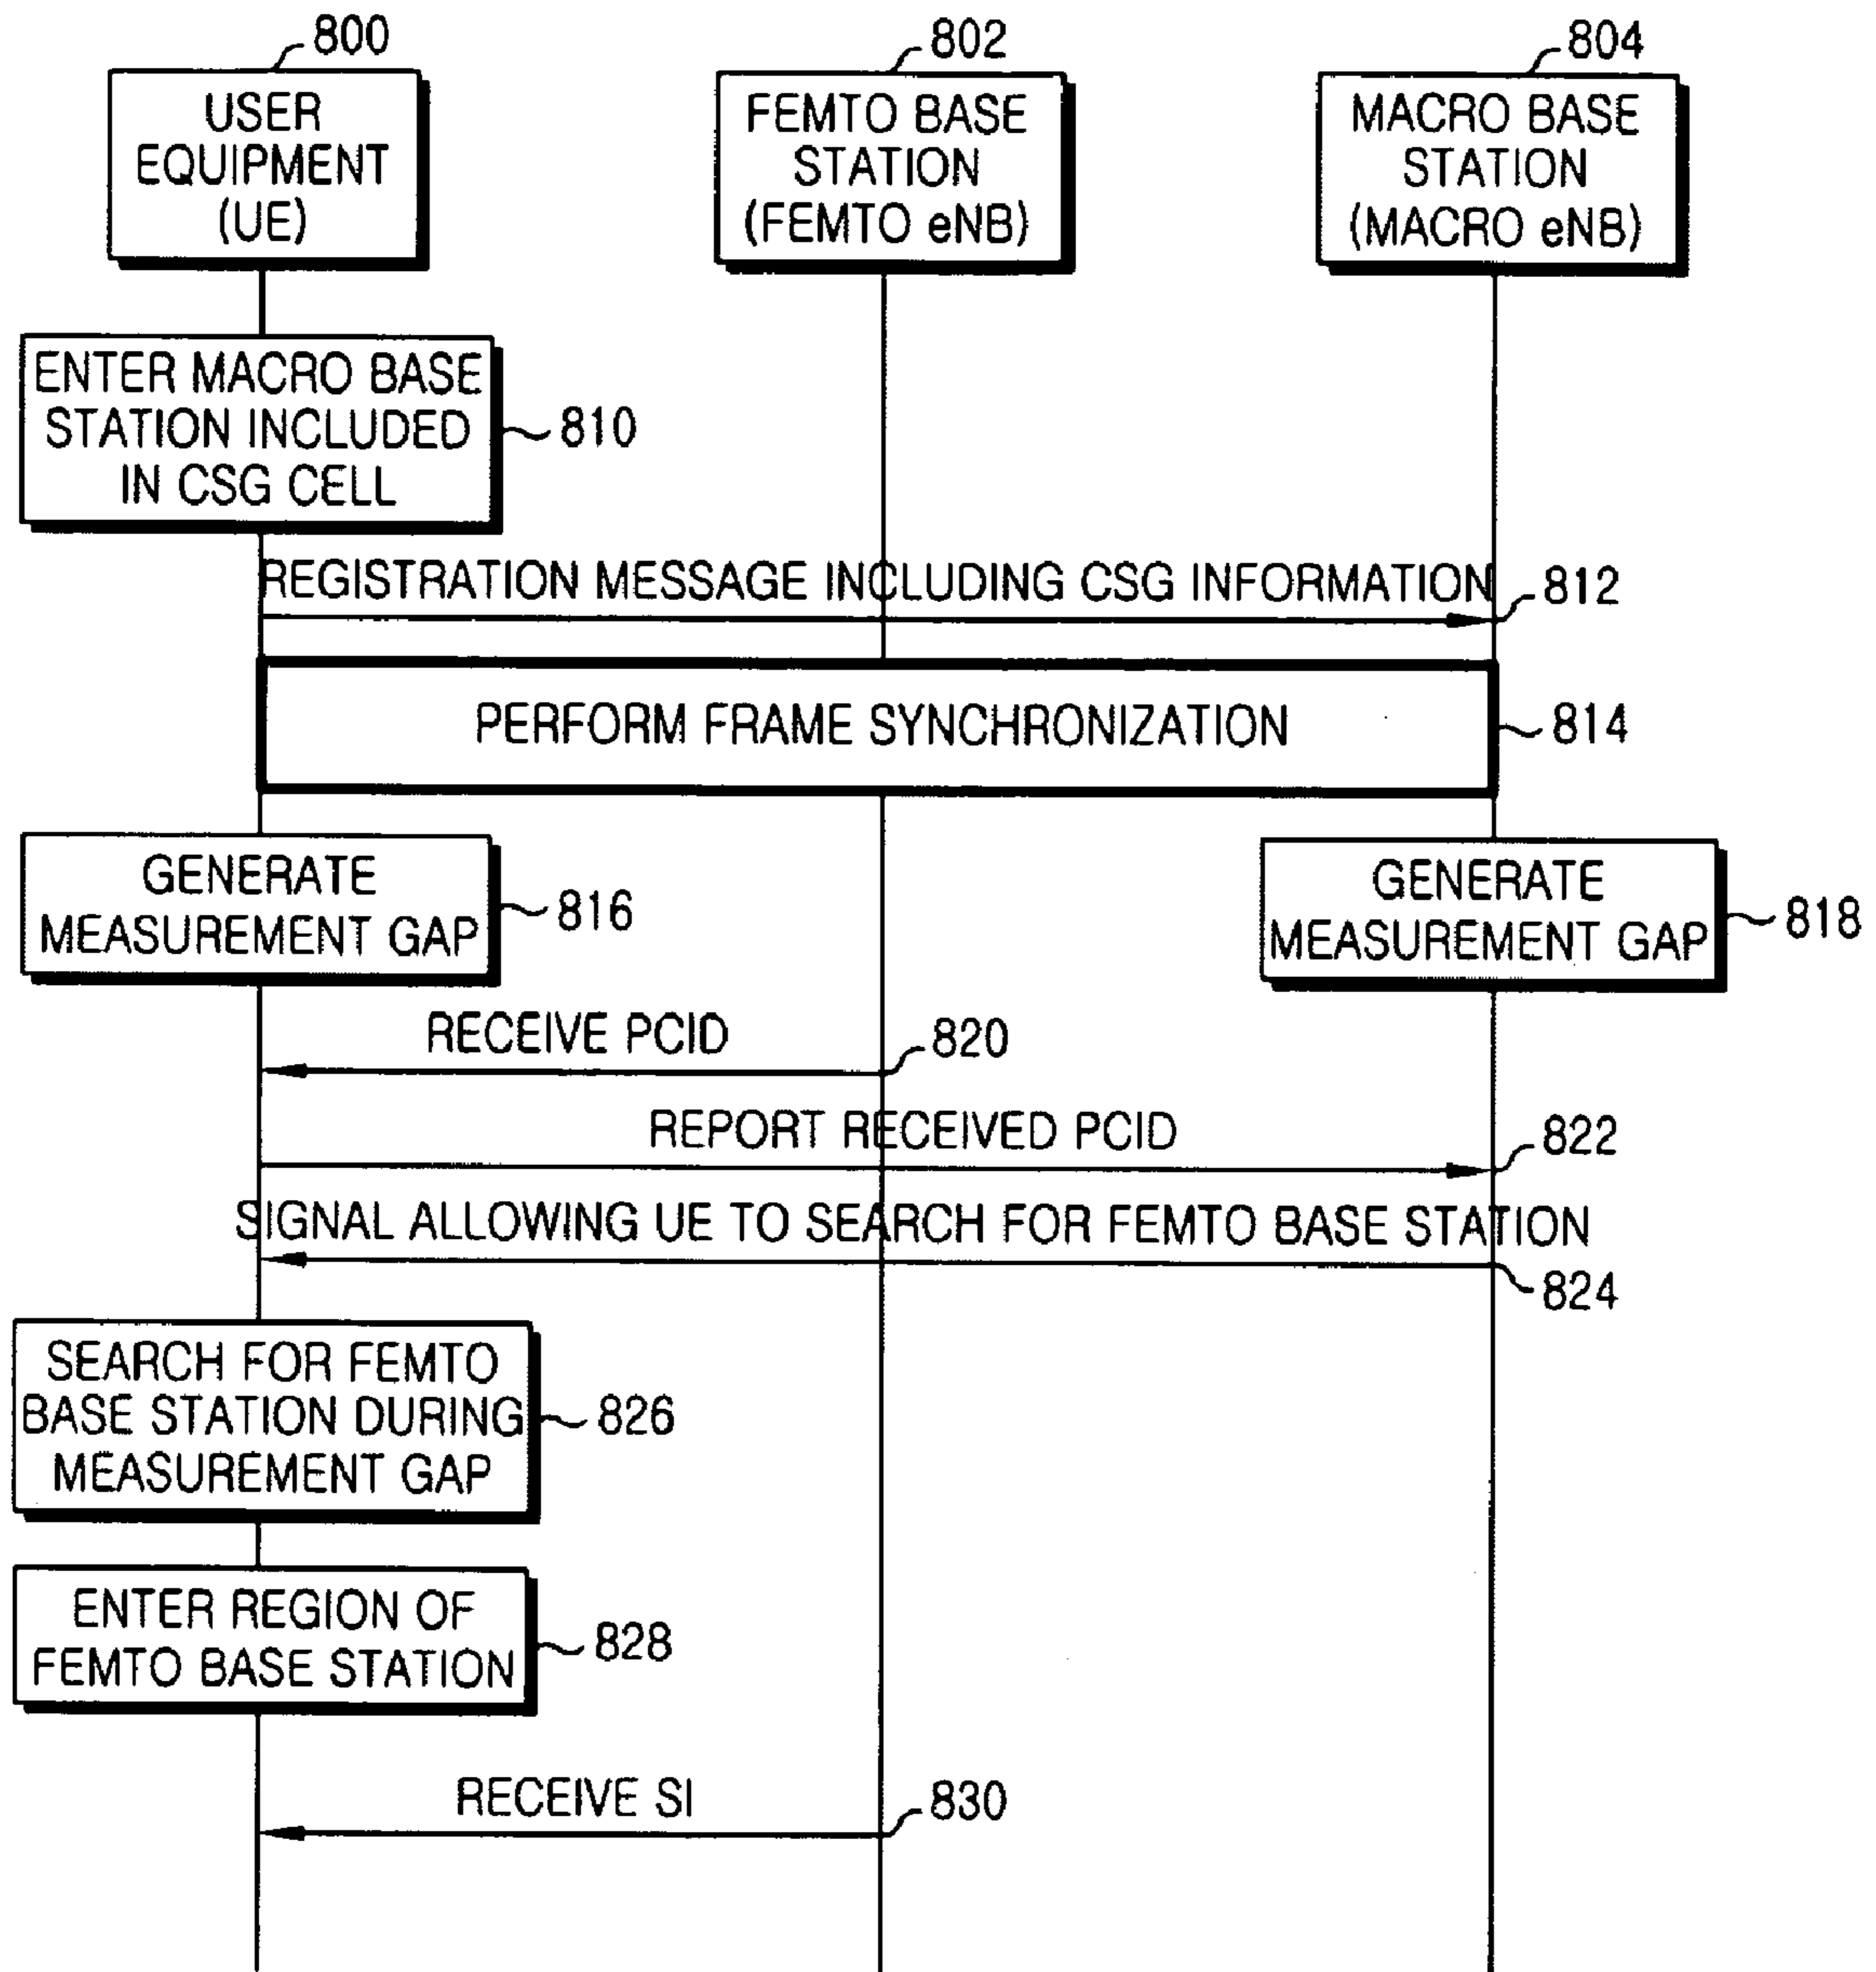 800
802
804
USER
EQUIPMENT
(UE)
FEMTO BASE
STATION
(FEMTO eNB)
MACRO BASE
STATION
(MACRO eNB)
ENTER MACRO BASE
STATION INCLUDED
IN CSG CELL
810
REGISTRATION MESSAGE INCLUDING CSG INFORMATION
812
PERFORM FRAME SYNCHRONIZATION
814
GENERATE
MEASUREMENT GAP
816
GENERATE
MEASUREMENT GAP
818
RECEIVE PCID
820
REPORT RECEIVED PCID
822
SIGNAL ALLOWING UE TO SEARCH FOR FEMTO BASE STATION
824
SEARCH FOR FEMTO
BASE STATION DURING
MEASUREMENT GAP
826
ENTER REGION OF
FEMTO BASE STATION
828
RECEIVE SI
830